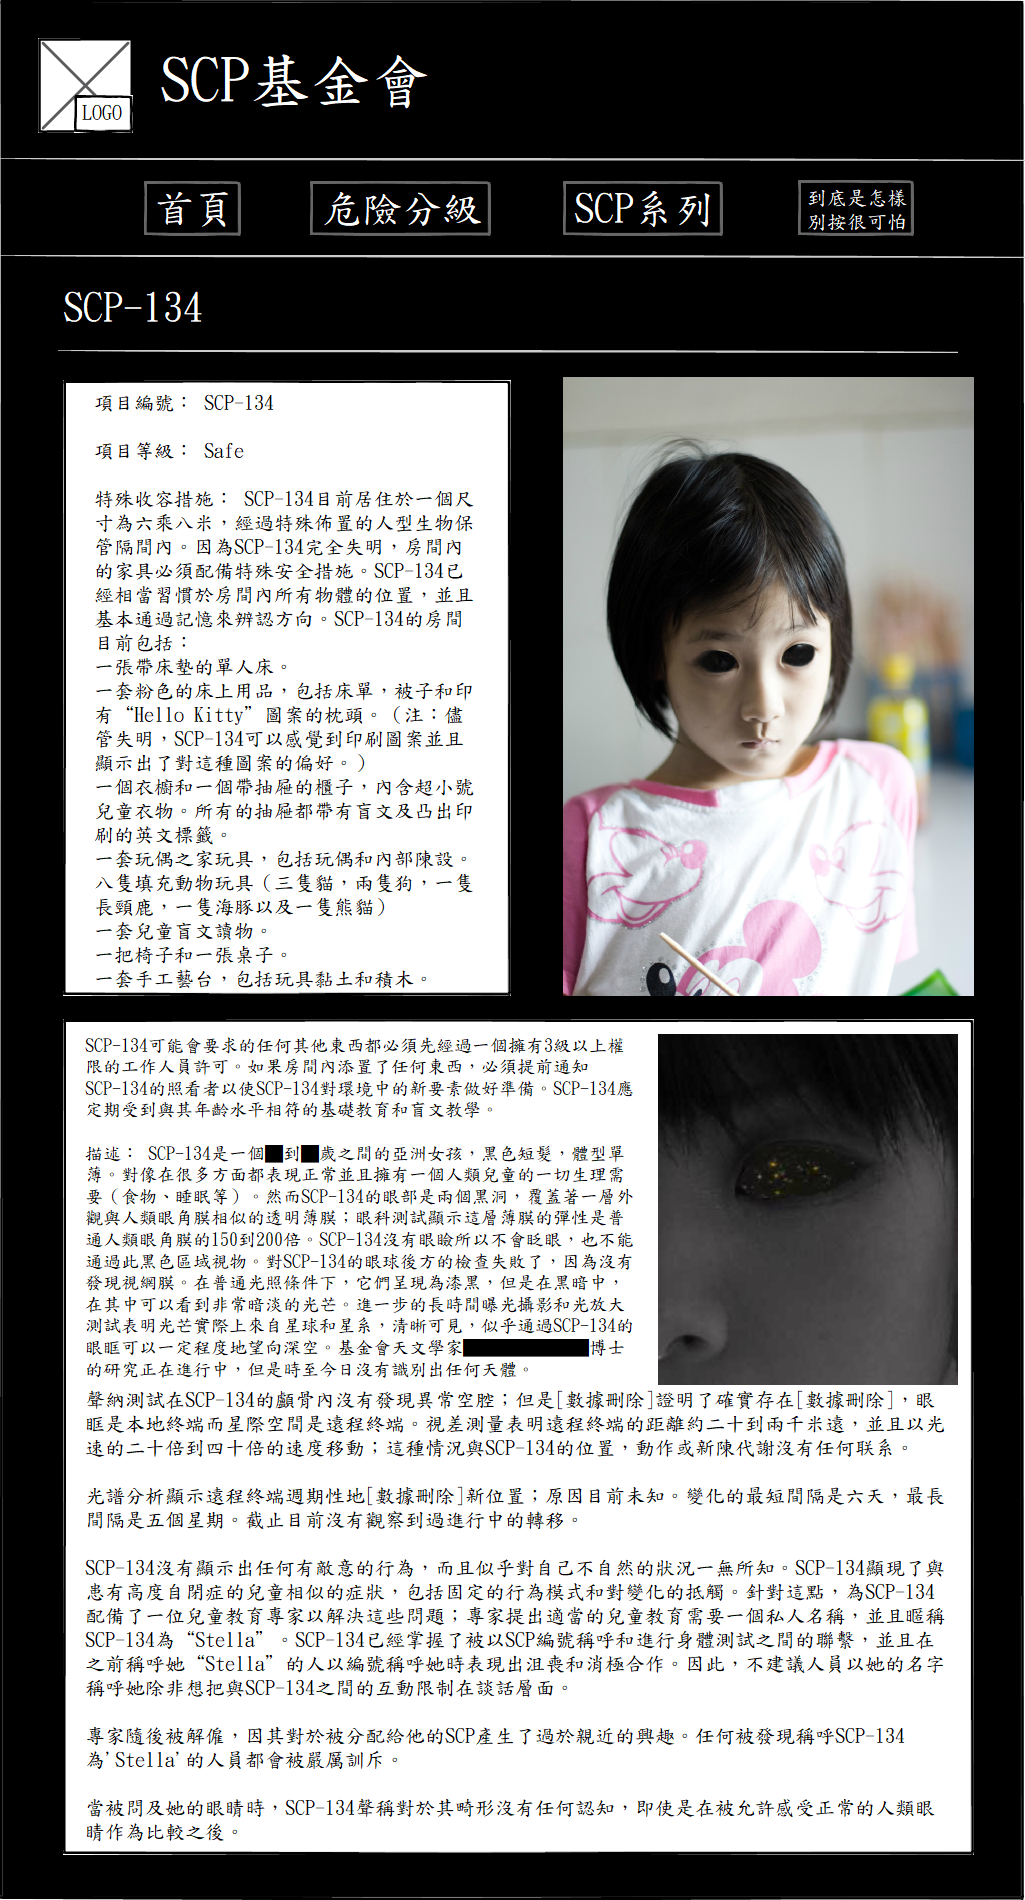 LOGO
SCP基金會
首頁
危險分級
SCP系列
到底是怎樣
別按很可怕
SCP-134
項目編號： SCP-134
項目等級： Safe
特殊收容措施： SCP-134目前居住於一個尺
寸為六乘八米，經過特殊佈置的人型生物保
管隔間內。因為SCP-134完全失明，房間內
的家具必須配備特殊安全措施。SCP-134已
經相當習慣於房間內所有物體的位置，並且
基本通過記憶來辨認方向。SCP-134的房間
目前包括：
一張帶床墊的單人床。
一套粉色的床上用品，包括床單，被子和印
有“Hello Kitty”圖案的枕頭。（注：儘
管失明，SCP-134可以感覺到印刷圖案並且
顯示出了對這種圖案的偏好。）
一個衣櫥和一個帶抽屜的櫃子，內含超小號
兒童衣物。所有的抽屜都帶有盲文及凸出印
刷的英文標籤。
一套玩偶之家玩具，包括玩偶和內部陳設。
八隻填充動物玩具（三隻貓，兩隻狗，一隻
長頸鹿，一隻海豚以及一隻熊貓）
一套兒童盲文讀物。
一把椅子和一張桌子。
一套手工藝台，包括玩具黏土和積木。
SCP-134可能會要求的任何其他東西都必須先經過一個擁有3級以上權
限的工作人員許可。如果房間內添置了任何東西，必須提前通知
SCP-134的照看者以使SCP-134對環境中的新要素做好準備。SCP-134應
定期受到與其年齡水平相符的基礎教育和盲文教學。
描述： SCP-134是一個██到██歲之間的亞洲女孩，黑色短髮，體型單
薄。對像在很多方面都表現正常並且擁有一個人類兒童的一切生理需
要（食物、睡眠等）。然而SCP-134的眼部是兩個黑洞，覆蓋著一層外
觀與人類眼角膜相似的透明薄膜；眼科測試顯示這層薄膜的彈性是普
通人類眼角膜的150到200倍。SCP-134沒有眼瞼所以不會眨眼，也不能
通過此黑色區域視物。對SCP-134的眼球後方的檢查失敗了，因為沒有
發現視網膜。在普通光照條件下，它們呈現為漆黑，但是在黑暗中，
在其中可以看到非常暗淡的光芒。進一步的長時間曝光攝影和光放大
測試表明光芒實際上來自星球和星系，清晰可見，似乎通過SCP-134的
眼眶可以一定程度地望向深空。基金會天文學家██████████博士
的研究正在進行中，但是時至今日沒有識別出任何天體。
聲納測試在SCP-134的顱骨內沒有發現異常空腔；但是[數據刪除]證明了確實存在[數據刪除]，眼
眶是本地終端而星際空間是遠程終端。視差測量表明遠程終端的距離約二十到兩千米遠，並且以光
速的二十倍到四十倍的速度移動；這種情況與SCP-134的位置，動作或新陳代謝沒有任何联系。
光譜分析顯示遠程終端週期性地[數據刪除]新位置；原因目前未知。變化的最短間隔是六天，最長
間隔是五個星期。截止目前沒有觀察到過進行中的轉移。
SCP-134沒有顯示出任何有敵意的行為，而且似乎對自己不自然的狀況一無所知。SCP-134顯現了與
患有高度自閉症的兒童相似的症狀，包括固定的行為模式和對變化的抵觸。針對這點，為SCP-134
配備了一位兒童教育專家以解決這些問題；專家提出適當的兒童教育需要一個私人名稱，並且暱稱
SCP-134為“Stella”。SCP-134已經掌握了被以SCP編號稱呼和進行身體測試之間的聯繫，並且在
之前稱呼她“Stella”的人以編號稱呼她時表現出沮喪和消極合作。因此，不建議人員以她的名字
稱呼她除非想把與SCP-134之間的互動限制在談話層面。
專家隨後被解僱，因其對於被分配給他的SCP產生了過於親近的興趣。任何被發現稱呼SCP-134
為'Stella'的人員都會被嚴厲訓斥。
當被問及她的眼睛時，SCP-134聲稱對於其畸形沒有任何認知，即使是在被允許感受正常的人類眼
睛作為比較之後。